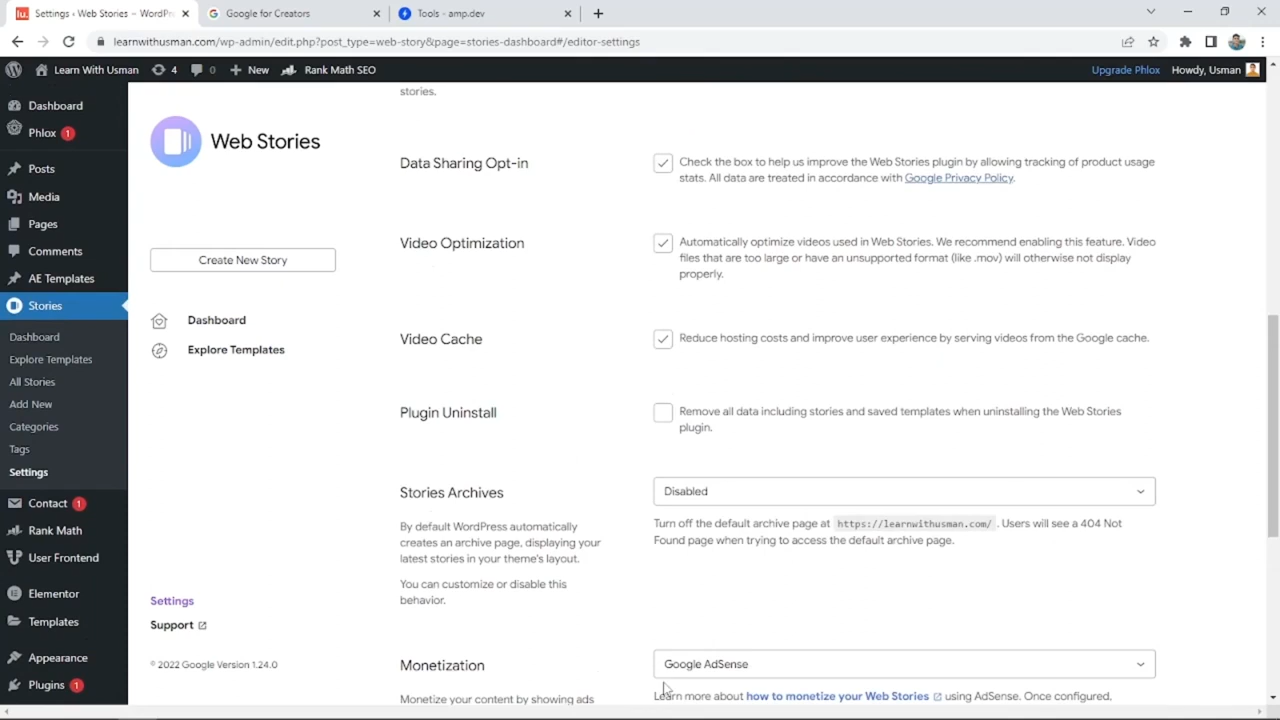 lu.
Settings ‹ Web Stories — WordPr
Google for Creators
Tools - amp.dev
learnwithusman.com/wp-admin/edit.php?post_type=web-story&page=stories-dashboard#/editor-settings
Learn With Usman
4
0
New
Rank Math SEO
Upgrade Phlox
Howdy, Usman
Dashboard
Phlox 1
Posts
Media
Pages
Comments
AE Templates
Stories
Dashboard
Explore Templates
All Stories
Add New
Categories
Tags
Settings
Contact 1
Rank Math
User Frontend
Elementor
Templates
Appearance
Plugins 1
Web Stories
Create New Story
Dashboard
Explore Templates
Settings
Support
© 2022 Google Version 1.24.0
stories.
Data Sharing Opt-in
Check the box to help us improve the Web Stories plugin by allowing tracking of product usage
stats. All data are treated in accordance with Google Privacy Policy.
Video Optimization
Automatically optimize videos used in Web Stories. We recommend enabling this feature. Video
files that are too large or have an unsupported format (like .mov) will otherwise not display
properly.
Video Cache
Reduce hosting costs and improve user experience by serving videos from the Google cache.
Plugin Uninstall
Remove all data including stories and saved templates when uninstalling the Web Stories
plugin.
Stories Archives
By default WordPress automatically
creates an archive page, displaying your
latest stories in your theme's layout.
You can customize or disable this
behavior.
Disabled
Turn off the default archive page at https://learnwithusman.com/ . Users will see a 404 Not
Found page when trying to access the default archive page.
Monetization
Monetize your content by showing ads
Google AdSense
Learn more about how to monetize your Web Stories using AdSense. Once configured,